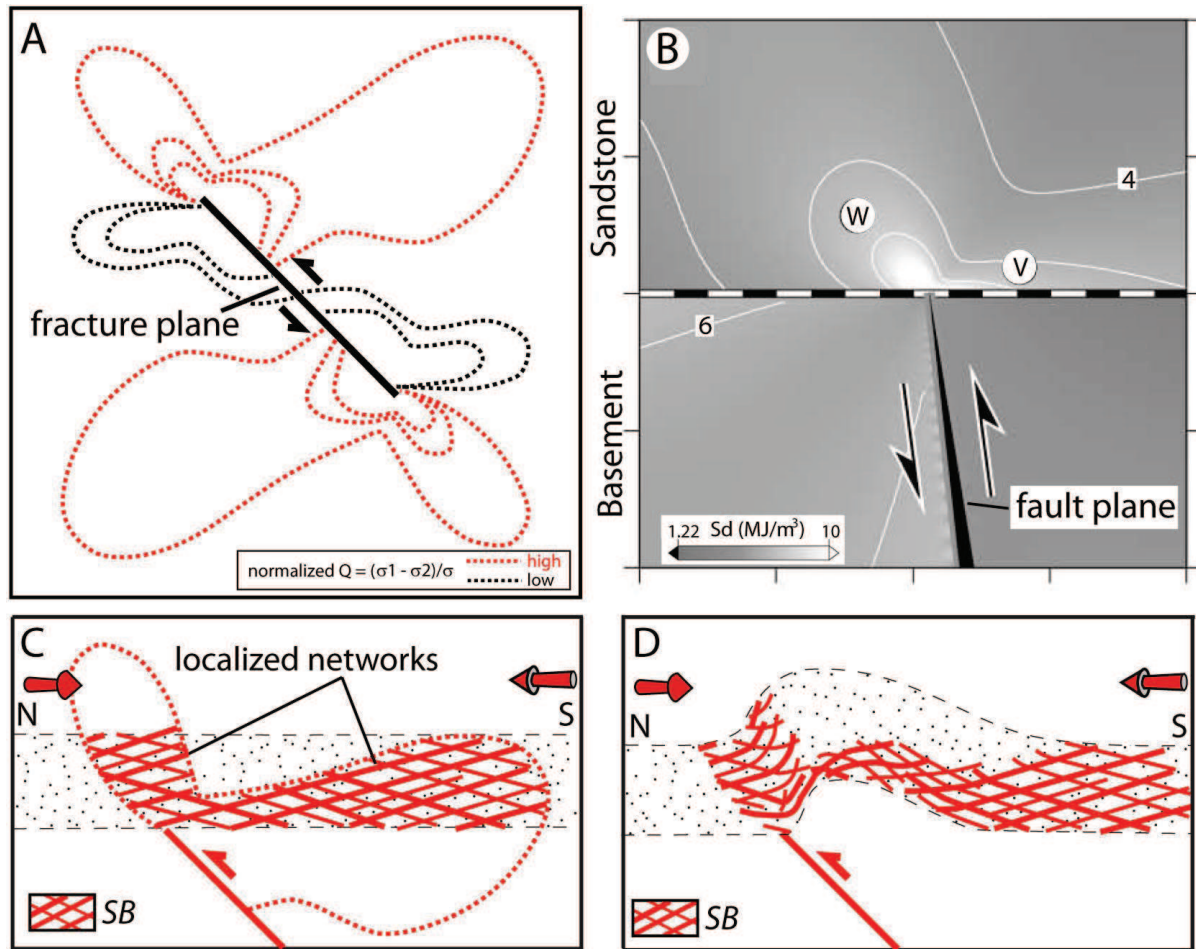 A
fracture plane
normalized Q = (σ1 - σ2)/σ
high
low
B
Sandstone
Basement
W
V
4
6
fault plane
1.22 Sd (MJ/m³) 10
C
localized networks
N
S
SB
D
N
S
SB